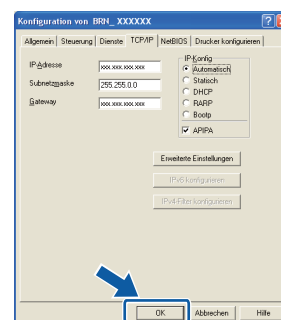 Konfiguration von BRN_XXXXXX
Allgemein Steuerung Dienste TCP/IP NetBIOS Drucker konfigurieren
IP-Adresse xxx.xxx.xxx.xxx
Subnetzmaske 255.255.0.0
Gateway xxx.xxx.xxx.xxx
IP-Konfig
Automatisch
Statisch
DHCP
RARP
Bootp
APIPA
Erweiterte Einstellungen
IPv6 konfigurieren
IPv4-Filter konfigurieren
OK Abbrechen Hilfe